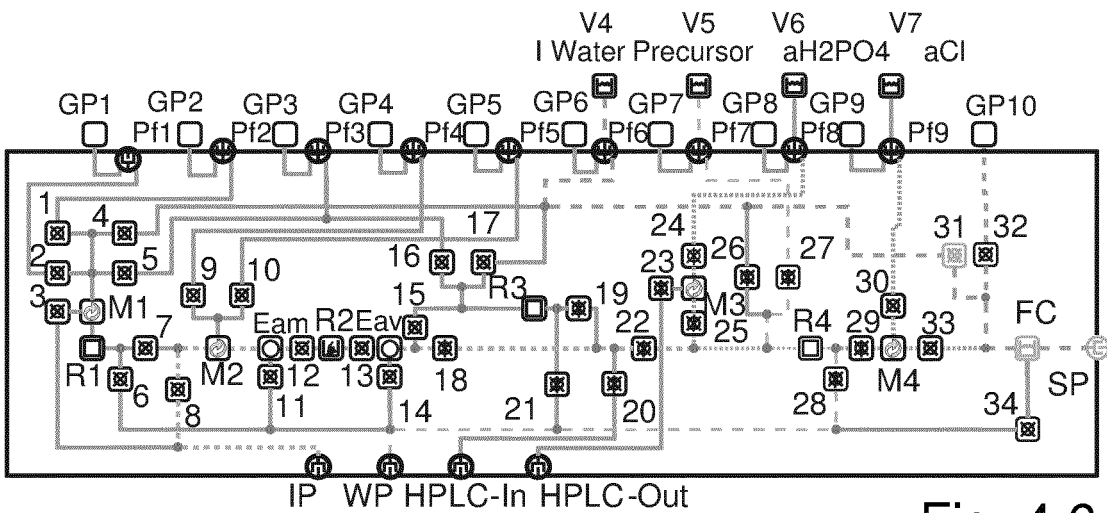 V4 V5 V6 V7
I Water Precursor aH2PO4 aCl
GP1 GP2 GP3 GP4 GP5 GP6 GP7 GP8 GP9 GP10
Pf1 Pf2 Pf3 Pf4 Pf5 Pf6 Pf7 Pf8 Pf9
1 4 17 24 31 32
2 5 9 10 16 23 26 27
3 M1 15 R3 19 M3 30 FC
7 Eam R2 Eav 22 25 R4 29 33
R1 M2 12 13 18 M4 SP
6 8 11 14 21 20 28 34
IP WP HPLC-In HPLC-Out